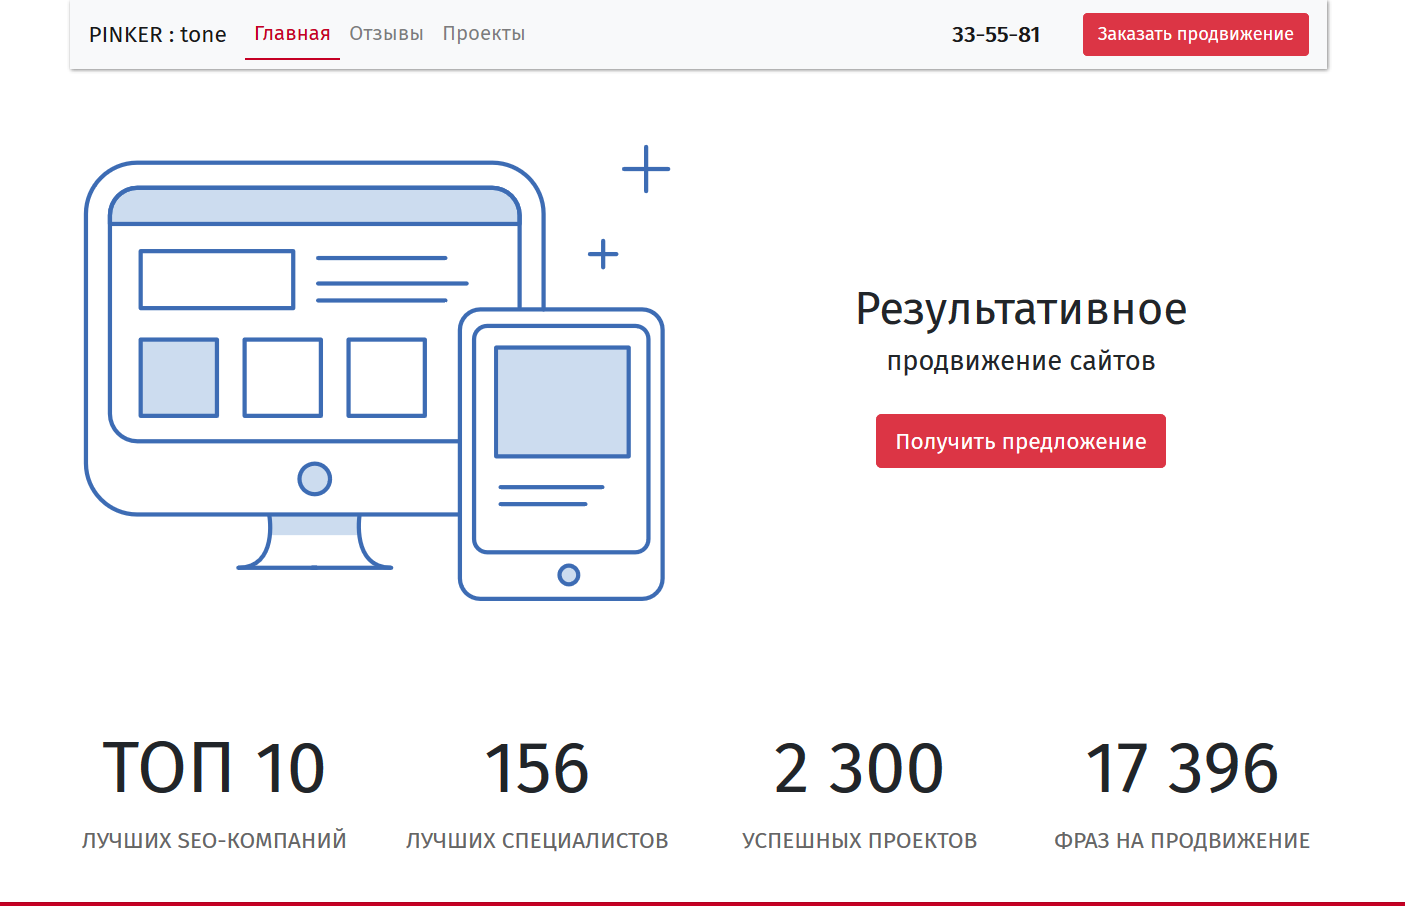 PINKER : tone Главная Отзывы Проекты 33-55-81 Заказать продвижение
Результативное
продвижение сайтов
Получить предложение
ТОП 10 156 2 300 17 396
ЛУЧШИХ SEO-КОМПАНИЙ ЛУЧШИХ СПЕЦИАЛИСТОВ УСПЕШНЫХ ПРОЕКТОВ ФРАЗ НА ПРОДВИЖЕНИЕ